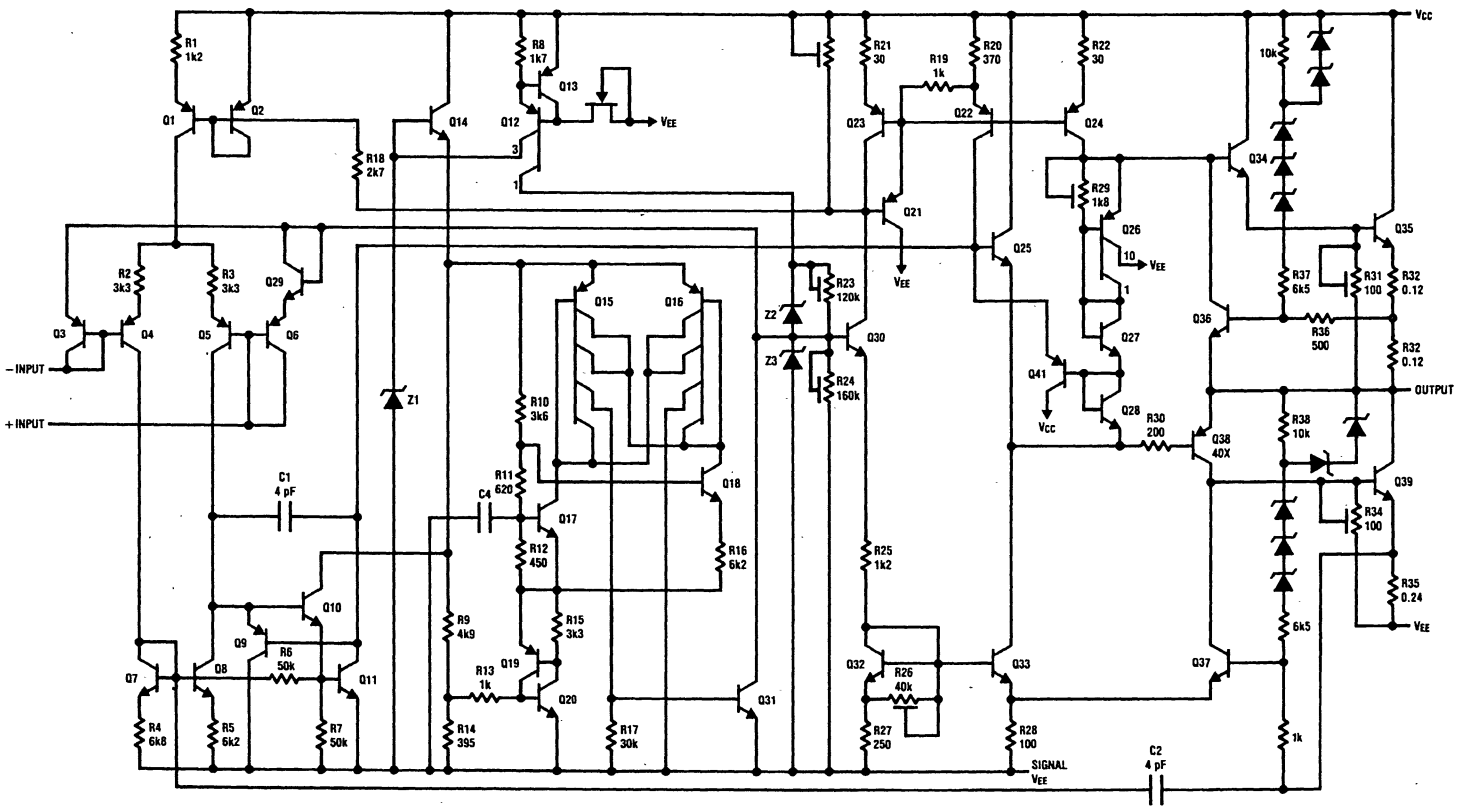 VCC
R1
1k2
R8
1k7
R21
30
R20
370
R22
30
10k
R19
1k
Q1
Q2
Q13
Q14
Q12
VEE
Q23
Q22
Q24
Q34
3
R18
2k7
1
R29
1k8
Q21
Q26
Q25
Q35
10
VEE
VEE
1
R2
3k3
R3
3k3
Q29
R23
120k
R37
6k5
R31
100
R32
0.12
Q15
Q16
Z2
Q3
Q4
Q5
Q6
Q30
Q27
Q36
R36
500
R32
0.12
− INPUT
Z3
Q41
R24
160k
OUTPUT
Z1
R10
3k6
Q28
VCC
+ INPUT
R30
200
R38
10k
Q38
40X
R11
620
Q18
Q39
C1
4 pF
C4
Q17
R34
100
R12
450
R16
6k2
R25
1k2
R35
0.24
Q10
R9
4k9
R15
3k3
6k5
VEE
Q9
R6
50k
Q7
Q8
Q11
R13
1k
Q19
Q32
Q33
Q37
R26
40k
Q20
Q31
R4
6k8
R5
6k2
R7
50k
R14
395
R17
30k
R27
250
R28
100
1k
C2
4 pF
SIGNAL
VEE